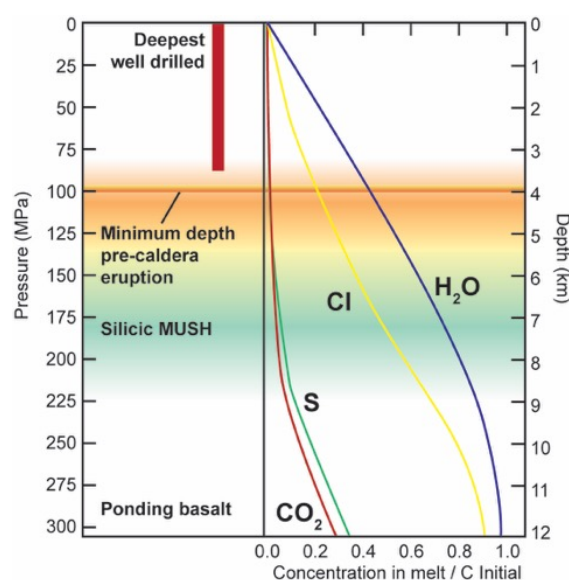 0
25
50
75
100
125
150
175
200
225
250
275
300
Pressure (MPa)
Deepest
well drilled
Minimum depth
pre-caldera
eruption
Silicic MUSH
Ponding basalt
Cl
H₂O
S
CO₂
0
1
2
3
4
5
6
7
8
9
10
11
12
Depth (km)
0.0 0.2 0.4 0.6 0.8 1.0
Concentration in melt / C Initial